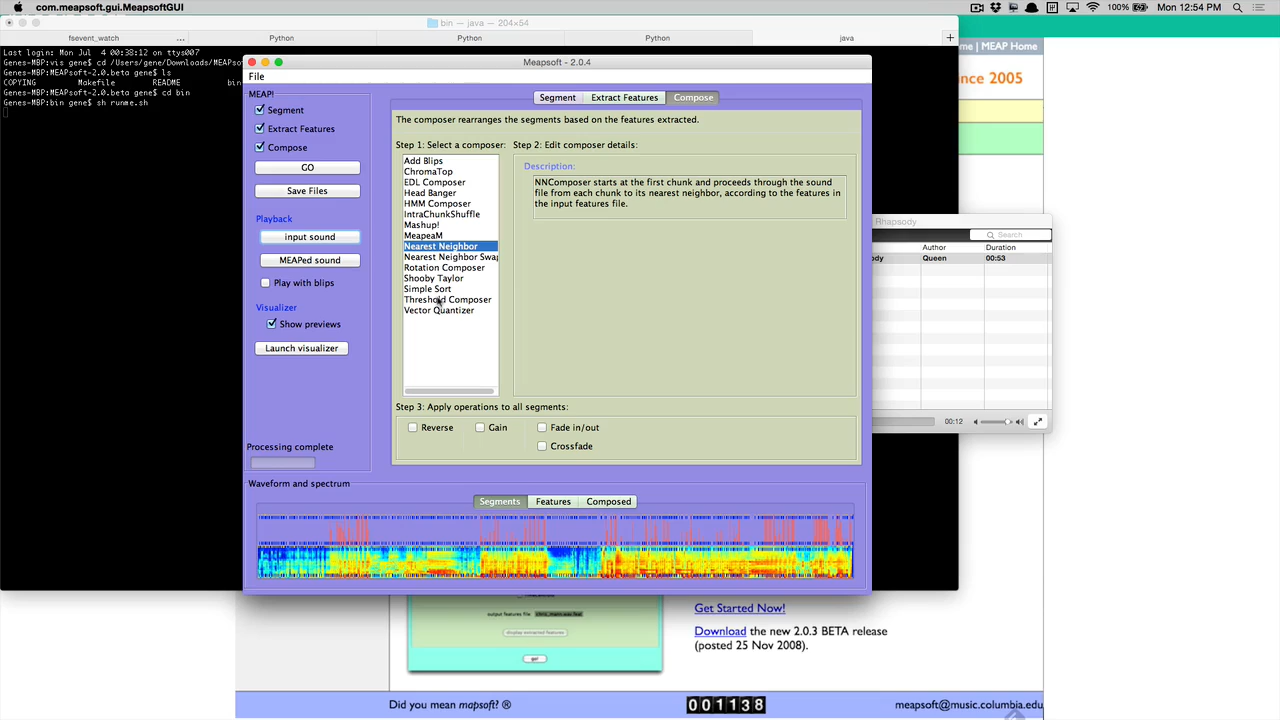 com.meapsoft.gui.MeapsoftGUI
100%
Mon 12:54 PM
bin — java — 204×54
fsevent_watch
...
Python
Python
Python
java
+
Last login: Mon Jul 4 00:38:12 on ttys007
Genes-MBP:vis gene$ cd /Users/gene/Downloads/MEAPso
Genes-MBP:MEAPsoft-2.0.beta gene$ ls
COPYING Makefile README bin
Genes-MBP:MEAPsoft-2.0.beta gene$ cd bin
Genes-MBP:bin gene$ sh runme.sh
| MEAP Home
nce 2005
Meapsoft - 2.0.4
File
MEAP!
Segment
Extract Features
Compose
GO
Save Files
Playback
input sound
MEAPed sound
Play with blips
Visualizer
Show previews
Launch visualizer
Processing complete
Segment
Extract Features
Compose
The composer rearranges the segments based on the features extracted.
Step 1: Select a composer:
Add Blips
ChromaTop
EDL Composer
Head Banger
HMM Composer
IntraChunkShuffle
Mashup!
MeapeaM
Nearest Neighbor
Nearest Neighbor Swap
Rotation Composer
Shooby Taylor
Simple Sort
Threshold Composer
Vector Quantizer
Step 2: Edit composer details:
Description:
NNComposer starts at the first chunk and proceeds through the sound
file from each chunk to its nearest neighbor, according to the features in
the input features file.
Step 3: Apply operations to all segments:
Reverse
Gain
Fade in/out
Crossfade
Waveform and spectrum
Segments
Features
Composed
Rhapsody
Search
Author
Duration
dy
Queen
00:53
00:12
output features file
display extracted features
go!
Get Started Now!
Download the new 2.0.3 BETA release
(posted 25 Nov 2008).
Did you mean mapsoft? ®
001138
meapsoft@music.columbia.edu